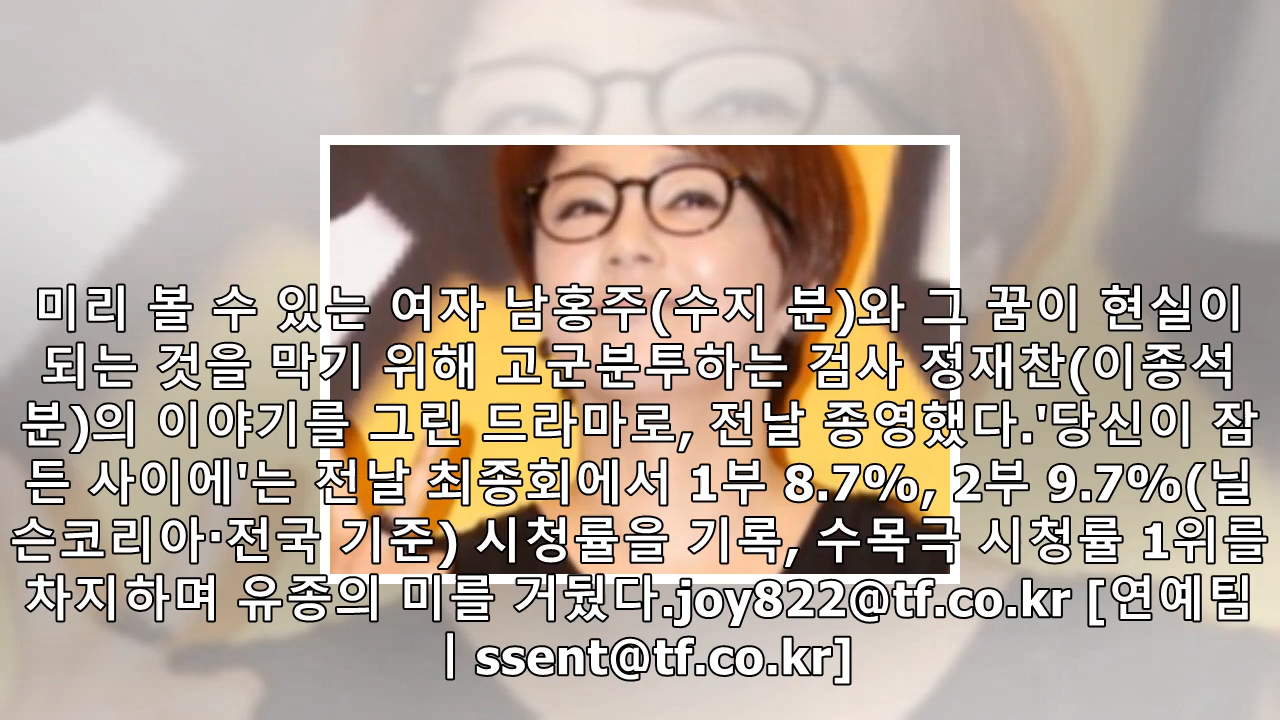 미리 볼 수 있는 여자 남홍주(수지 분)와 그 꿈이 현실이
되는 것을 막기 위해 고군분투하는 검사 정재찬(이종석
분)의 이야기를 그린 드라마로, 전날 종영했다.'당신이 잠
든 사이에'는 전날 최종회에서 1부 8.7%, 2부 9.7%(닐
슨코리아·전국 기준) 시청률을 기록, 수목극 시청률 1위를
차지하며 유종의 미를 거뒀다.joy822@tf.co.kr [연예팀
ㅣssent@tf.co.kr]